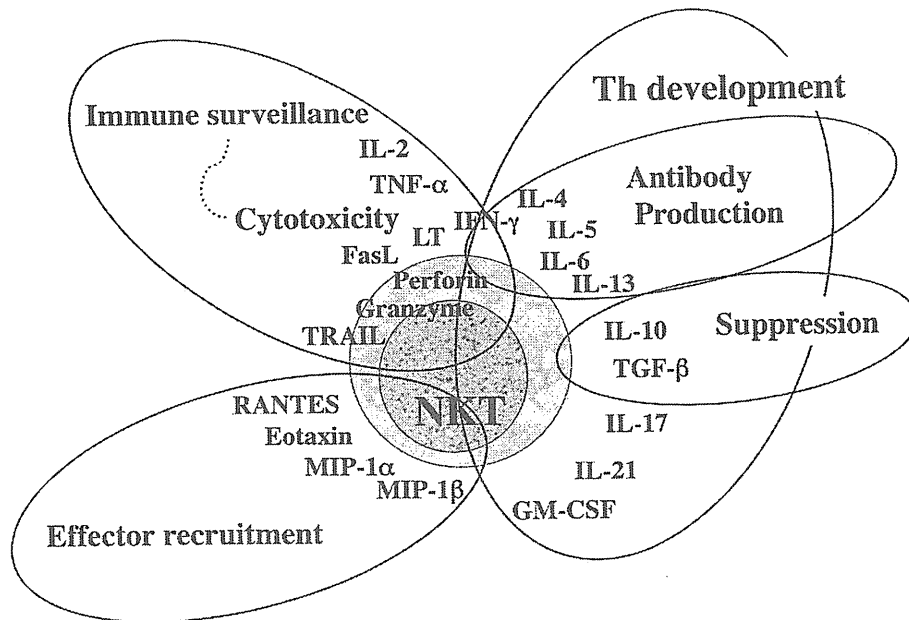 Th development
Immune surveillance
IL-2
TNF-α
Antibody
Production
IL-4
Cytotoxicity
IFN-γ
LT
IL-5
FasL
IL-6
Perforin
IL-13
Granzyme
TRAIL
IL-10
Suppression
TGF-β
RANTES
NKT
IL-17
Eotaxin
MIP-1α
IL-21
MIP-1β
GM-CSF
Effector recruitment